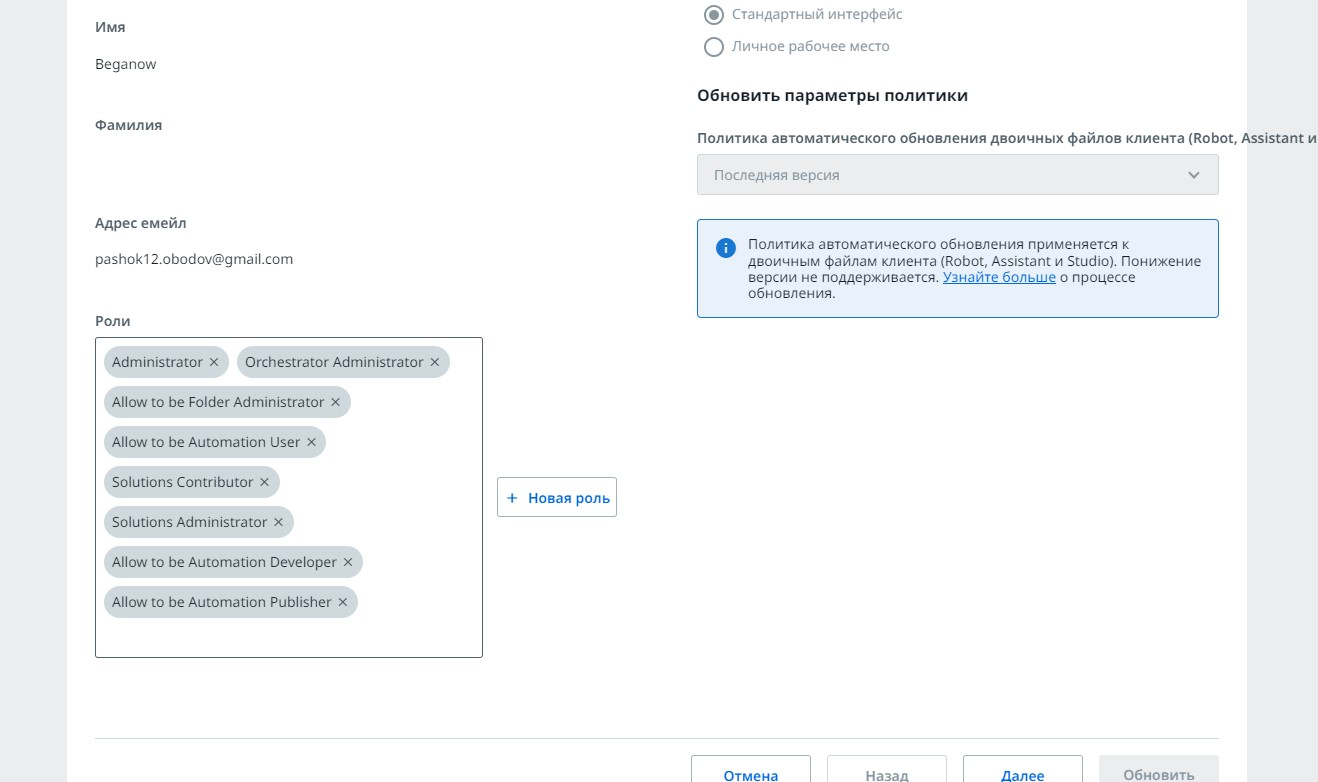 Имя
Beganow
Фамилия
Адрес емейл
pashok12.obodov@gmail.com
Роли
Administrator
Orchestrator Administrator
Allow to be Folder Administrator
Allow to be Automation User
Solutions Contributor
Solutions Administrator
Allow to be Automation Developer
Allow to be Automation Publisher
+ Новая роль
Стандартный интерфейс
Личное рабочее место
Обновить параметры политики
Политика автоматического обновления двоичных файлов клиента (Robot, Assistant и
Последняя версия
Политика автоматического обновления применяется к
двоичным файлам клиента (Robot, Assistant и Studio). Понижение
версии не поддерживается. Узнайте больше о процессе
обновления.
Отмена
Назад
Далее
Обновить